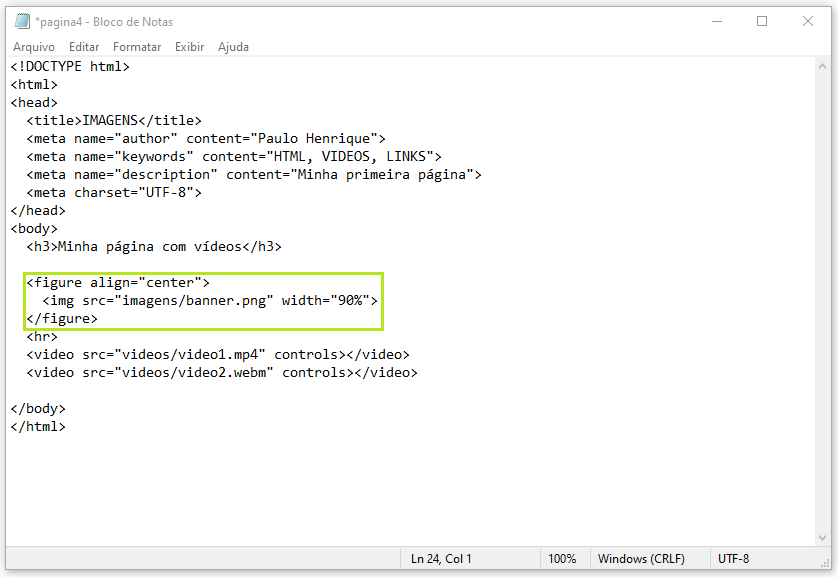 *pagina4 - Bloco de Notas
Arquivo Editar Formatar Exibir Ajuda
<!DOCTYPE html>
<html>
<head>
  <title>IMAGENS</title>
  <meta name="author" content="Paulo Henrique">
  <meta name="keywords" content="HTML, VIDEOS, LINKS">
  <meta name="description" content="Minha primeira página">
  <meta charset="UTF-8">
</head>
<body>
  <h3>Minha página com vídeos</h3>
  <figure align="center">
    <img src="imagens/banner.png" width="90%">
  </figure>
  <hr>
  <video src="videos/video1.mp4" controls></video>
  <video src="videos/video2.webm" controls></video>
</body>
</html>
Ln 24, Col 1 100% Windows (CRLF) UTF-8